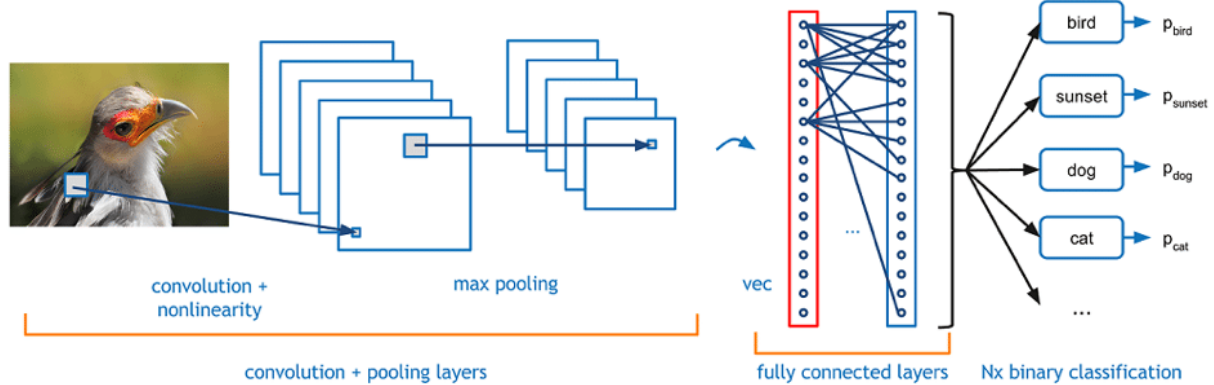 bird
p_bird
sunset
p_sunset
dog
p_dog
cat
p_cat
...
...
convolution +
nonlinearity
max pooling
vec
convolution + pooling layers
fully connected layers
Nx binary classification